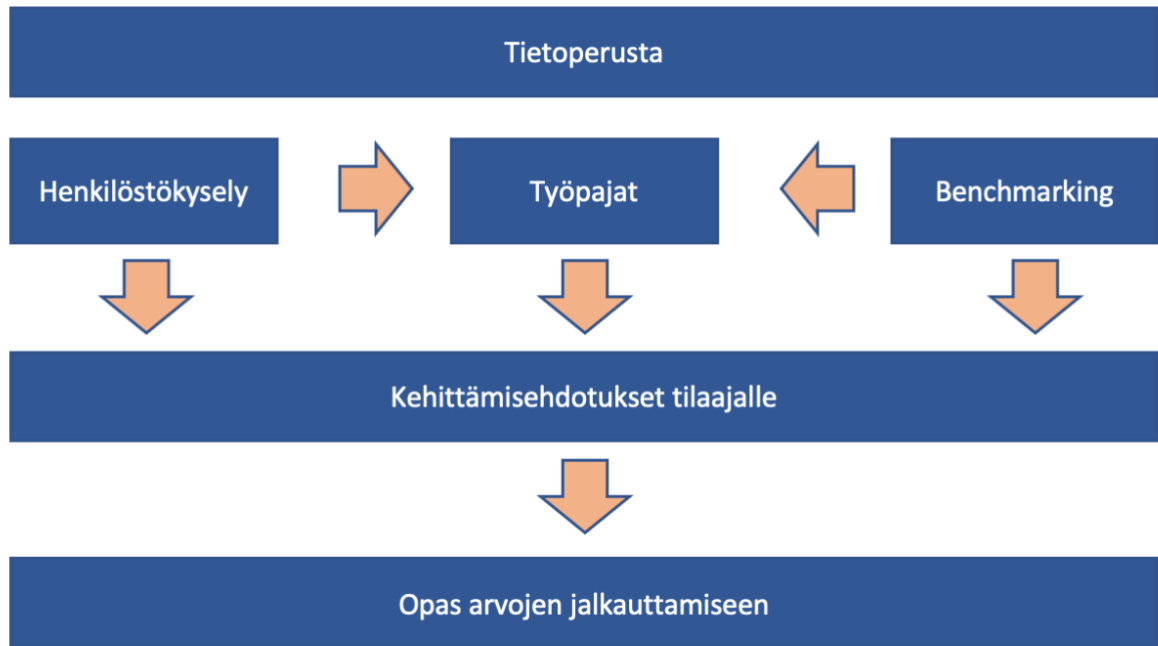 Tietoperusta
Henkilöstökysely
Työpajat
Benchmarking
Kehittämisehdotukset tilaajalle
Opas arvojen jalkauttamiseen